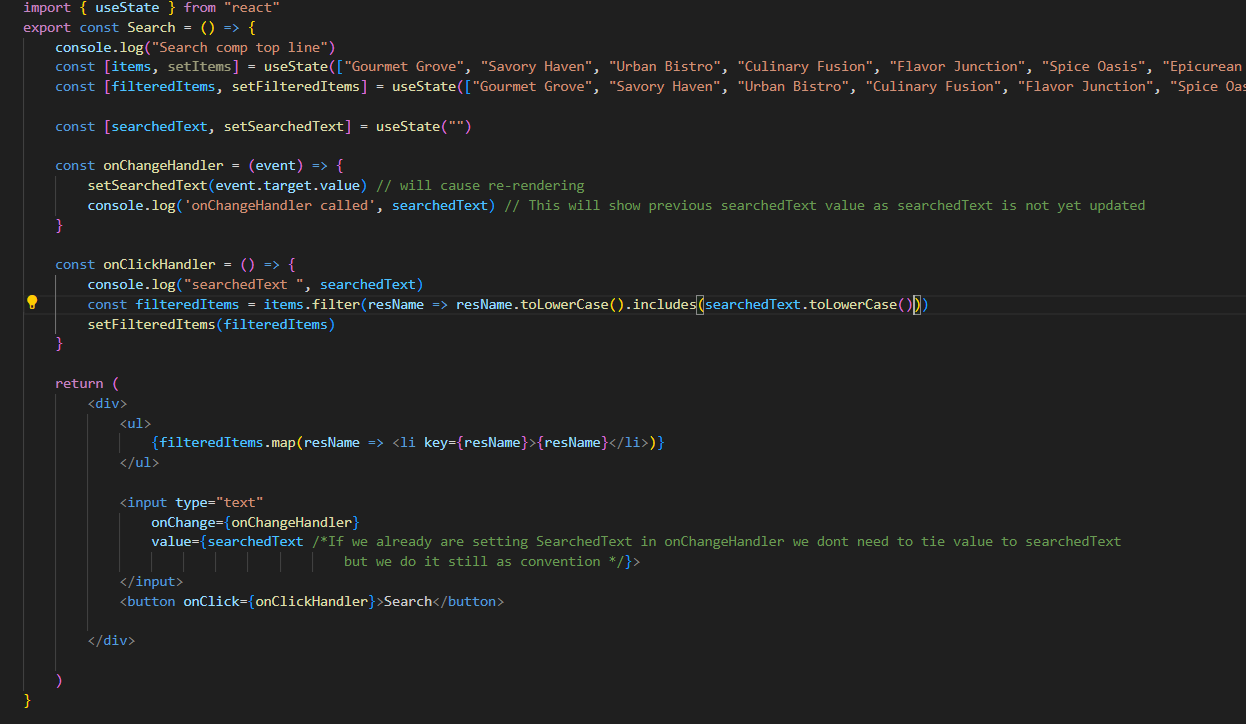 import { useState } from "react"
export const Search = () => {
console.log("Search comp top line")
const [items, setItems] = useState(["Gourmet Grove", "Savory Haven", "Urban Bistro", "Culinary Fusion", "Flavor Junction", "Spice Oasis", "Epicurean
const [filteredItems, setFilteredItems] = useState(["Gourmet Grove", "Savory Haven", "Urban Bistro", "Culinary Fusion", "Flavor Junction", "Spice Oas
const [searchedText, setSearchedText] = useState("")
const onChangeHandler = (event) => {
setSearchedText(event.target.value) // will cause re-rendering
console.log('onChangeHandler called', searchedText) // This will show previous searchedText value as searchedText is not yet updated
}
const onClickHandler = () => {
console.log("searchedText ", searchedText)
const filteredItems = items.filter(resName => resName.toLowerCase().includes(searchedText.toLowerCase()))
setFilteredItems(filteredItems)
}
return (
<div>
<ul>
{filteredItems.map(resName => <li key={resName}>{resName}</li>)}
</ul>
<input type="text"
onChange={onChangeHandler}
value={searchedText /*If we already are setting SearchedText in onChangeHandler we dont need to tie value to searchedText
but we do it still as convention */}>
</input>
<button onClick={onClickHandler}>Search</button>
</div>
)
}